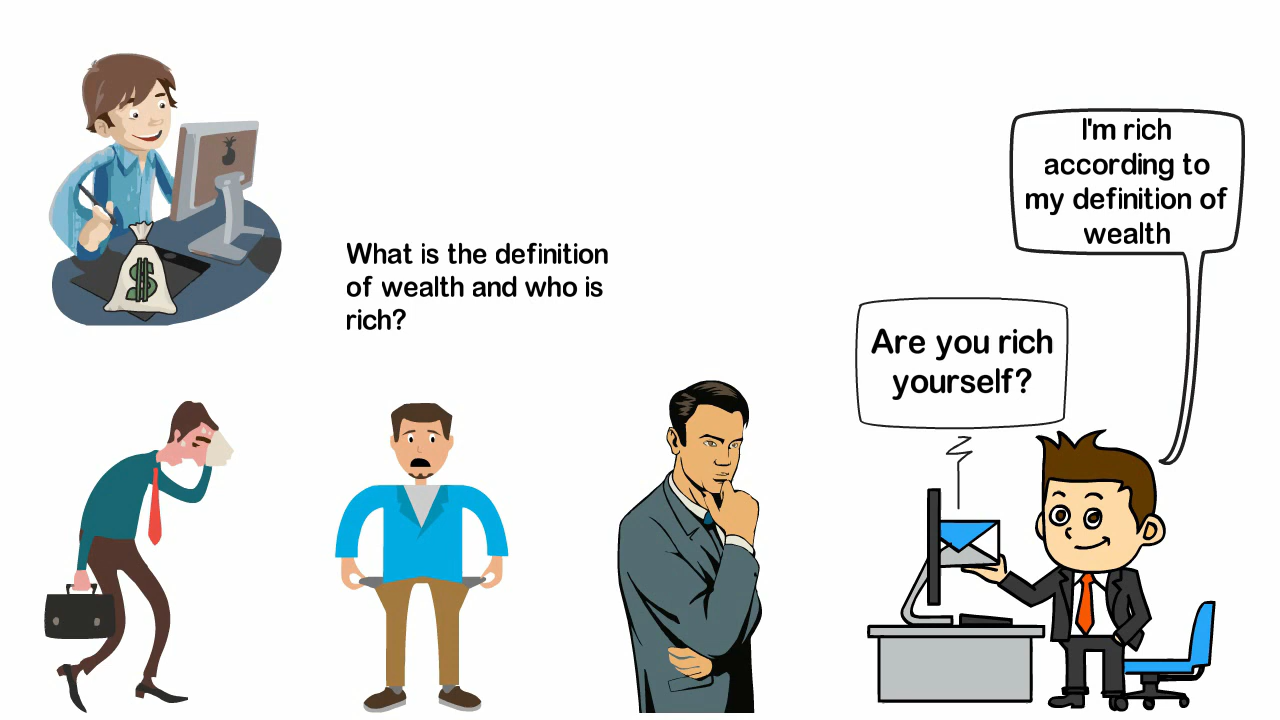 What is the definition
of wealth and who is
rich?
Are you rich
yourself?
I'm rich
according to
my definition of
wealth
$